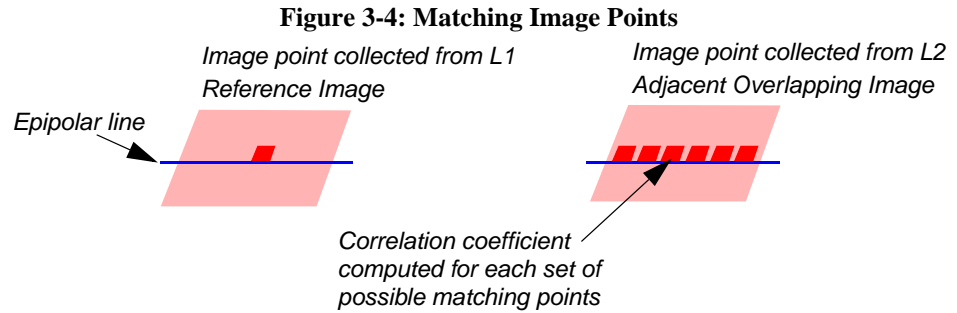 Figure 3-4: Matching Image Points
Image point collected from L1
Reference Image
Image point collected from L2
Adjacent Overlapping Image
Epipolar line
Correlation coefficient
computed for each set of
possible matching points